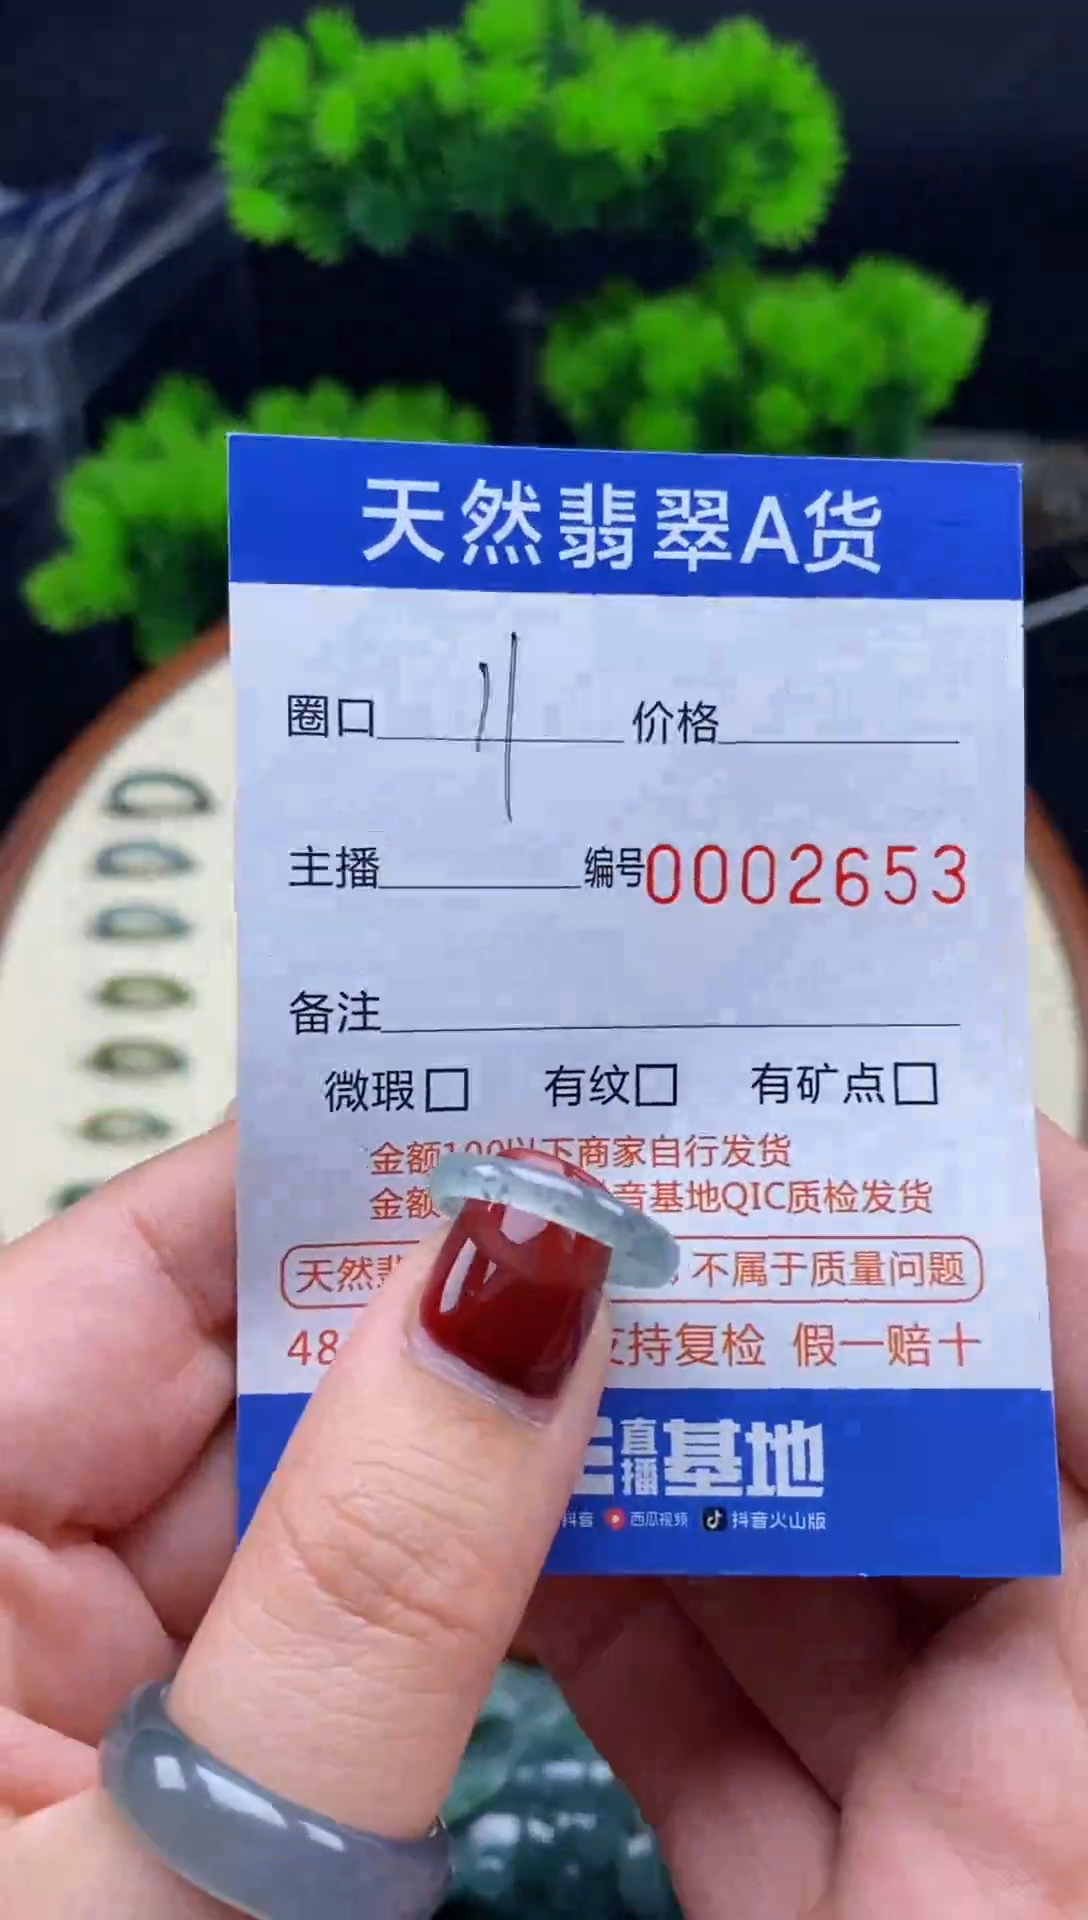 天然翡翠A货
圈口 11 价格
主播 编号0002653
备注
微瑕□ 有纹□ 有矿点□
金额100以下商家自行发货
金额 音基地QIC质检发货
天然 不属于质量问题
48 支持复检 假一赔十
直播基地
抖音 西瓜视频 抖音火山版